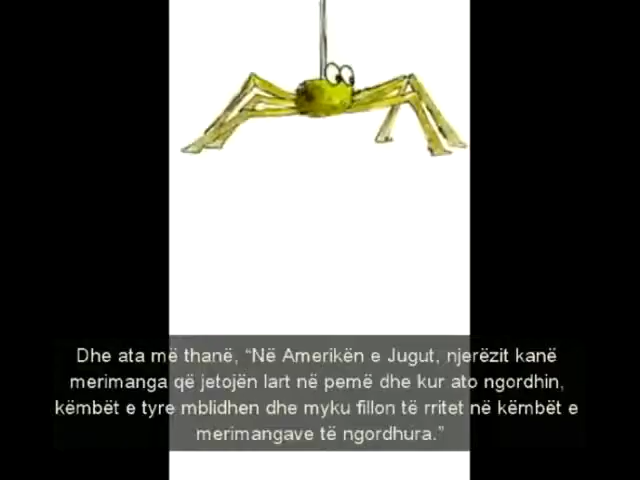 Dhe ata më thanë, “Në Amerikën e Jugut, njerëzit kanë
merimanga që jetojën lart në pemë dhe kur ato ngordhin,
këmbët e tyre mblidhen dhe myku fillon të rritet në këmbët e
merimangave të ngordhura.”